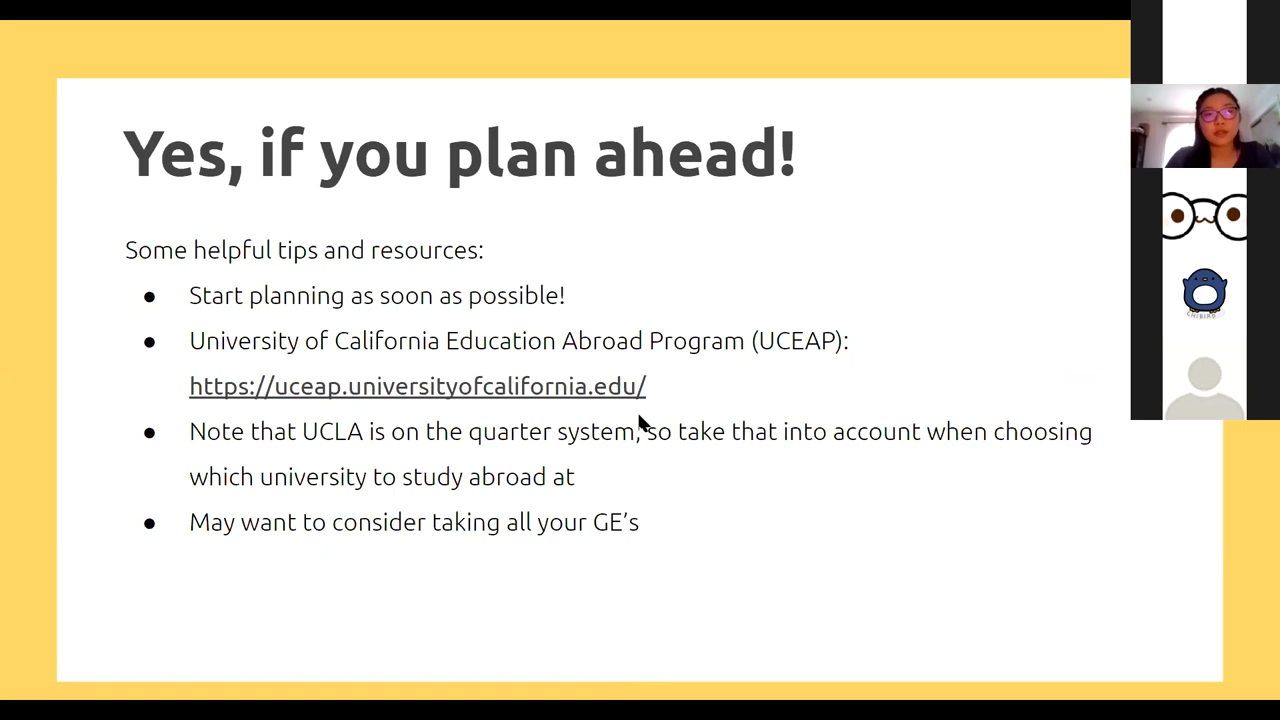 Yes, if you plan ahead!
Some helpful tips and resources:
● Start planning as soon as possible!
● University of California Education Abroad Program (UCEAP):
https://uceap.universityofcalifornia.edu/
● Note that UCLA is on the quarter system, so take that into account when choosing
which university to study abroad at
● May want to consider taking all your GE’s